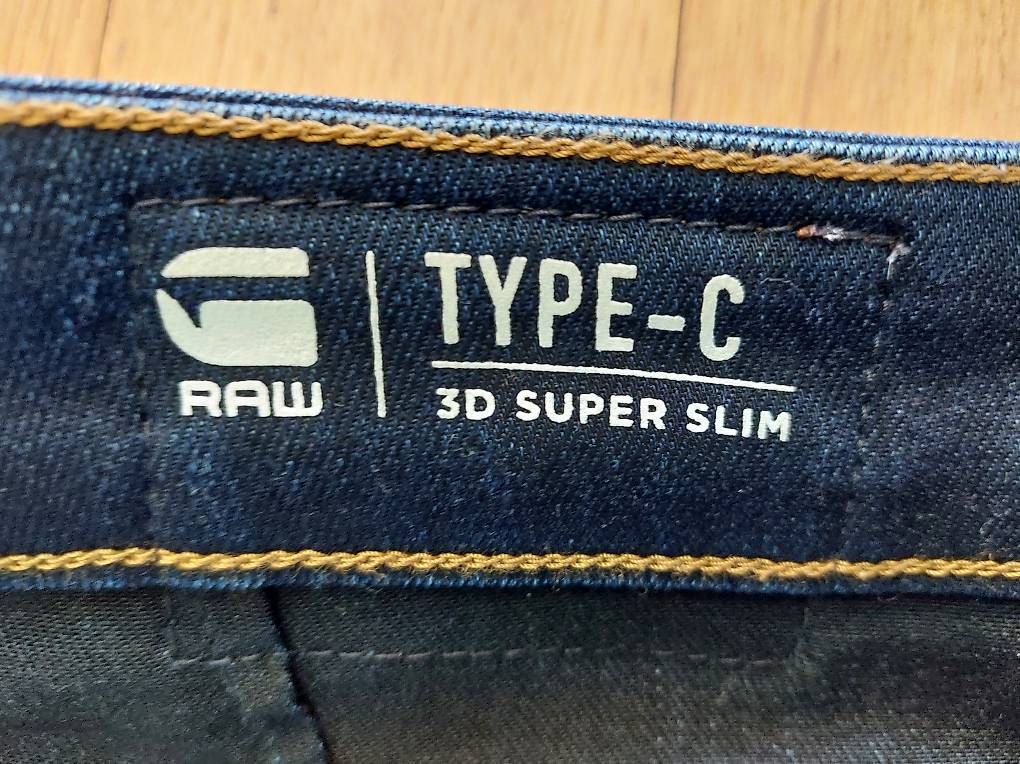 G
RAW
TYPE-C
3D SUPER SLIM